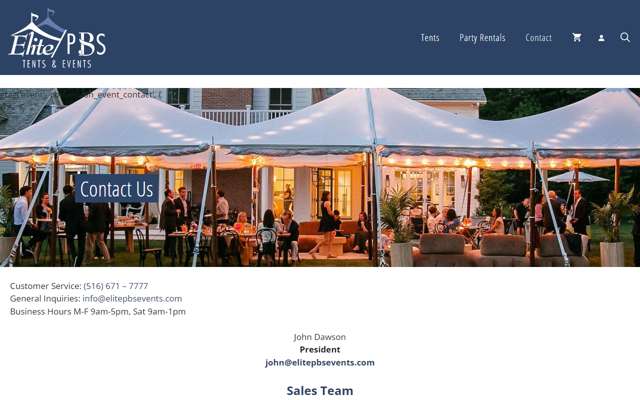 Elite PBS
TENTS & EVENTS
Tents
Party Rentals
Contact
n_event_contact', {
Contact Us
Customer Service: (516) 671 – 7777
General Inquiries: info@elitepbsevents.com
Business Hours M-F 9am-5pm, Sat 9am-1pm
John Dawson
President
john@elitepbsevents.com
Sales Team